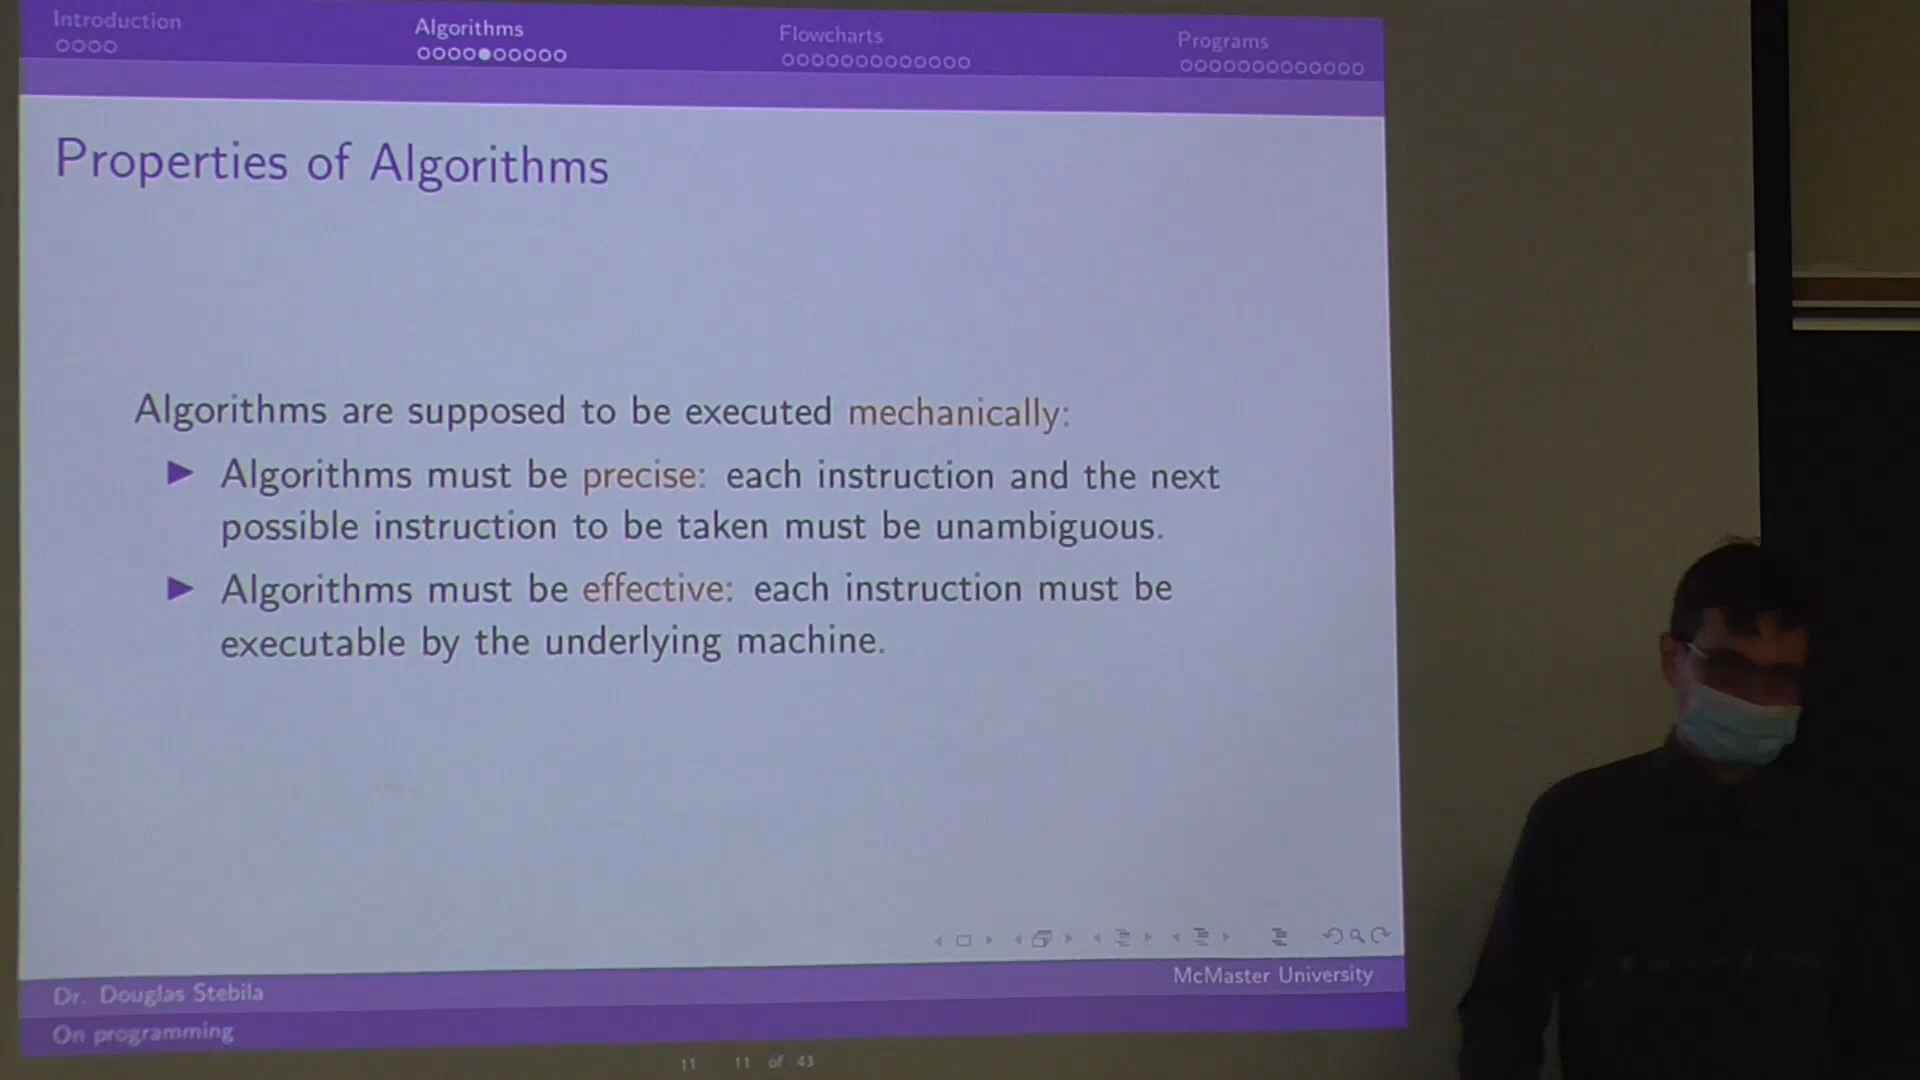 Introduction
Algorithms
Flowcharts
Programs
Properties of Algorithms
Algorithms are supposed to be executed mechanically:
Algorithms must be precise: each instruction and the next
possible instruction to be taken must be unambiguous.
Algorithms must be effective: each instruction must be
executable by the underlying machine.
Dr. Douglas Stebila
McMaster University
On programming
11 11 of 43